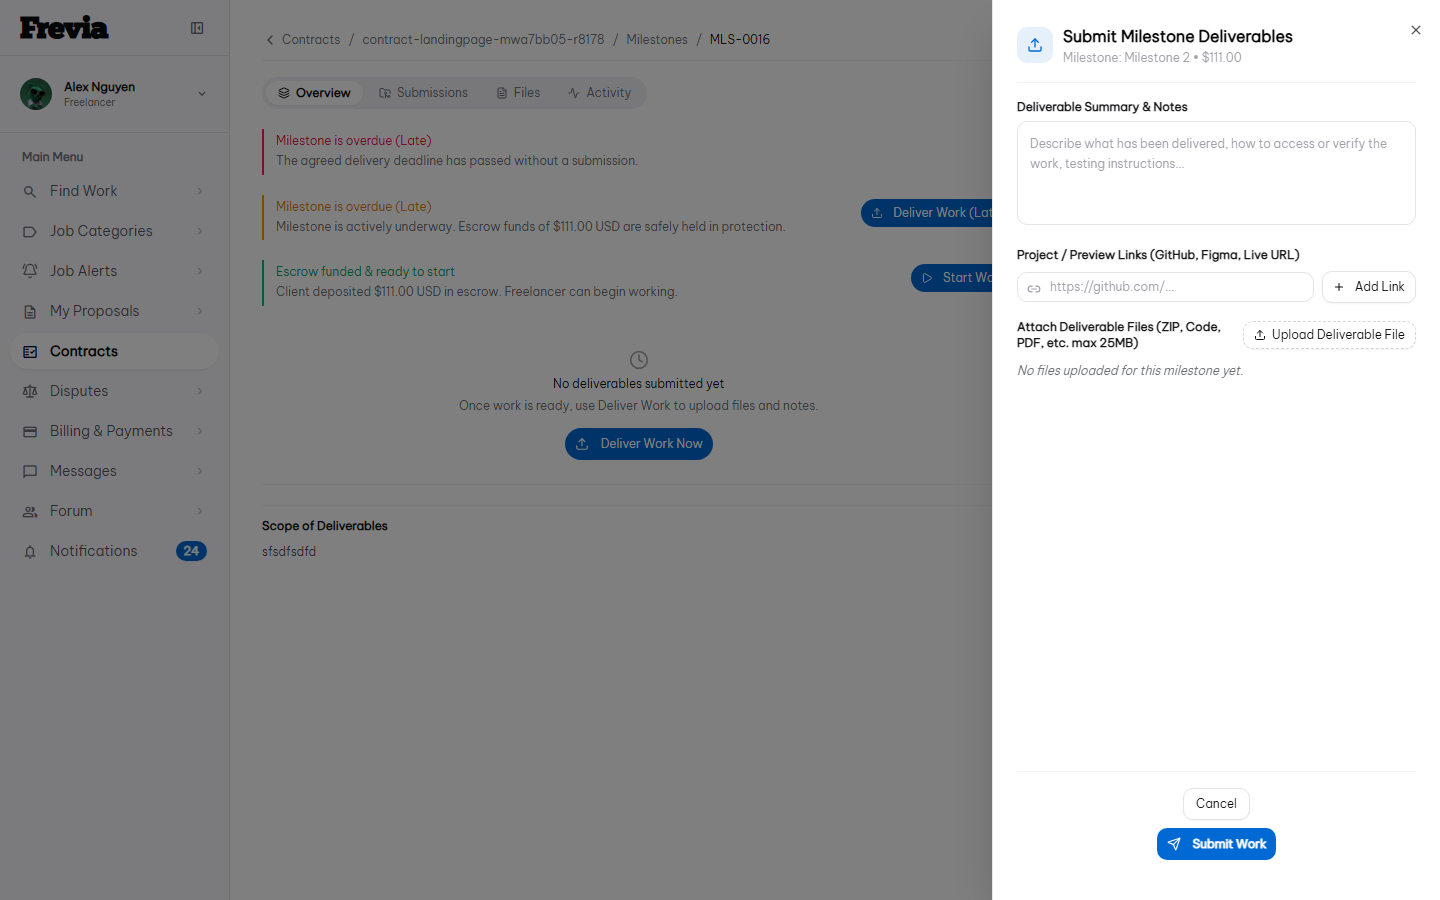 Frevia
Alex Nguyen
Freelancer
Main Menu
Find Work
Job Categories
Job Alerts
My Proposals
Contracts
Disputes
Billing & Payments
Messages
Forum
Notifications 24
Contracts / contract-landingpage-mwa7bb05-r8178 / Milestones / MLS-0016
Overview Submissions Files Activity
Milestone is overdue (Late)
The agreed delivery deadline has passed without a submission.
Milestone is overdue (Late)
Milestone is actively underway. Escrow funds of $111.00 USD are safely held in protection.
Deliver Work (Lat
Escrow funded & ready to start
Client deposited $111.00 USD in escrow. Freelancer can begin working.
Start Wo
No deliverables submitted yet
Once work is ready, use Deliver Work to upload files and notes.
Deliver Work Now
Scope of Deliverables
sfsdfsdfd
Submit Milestone Deliverables
Milestone: Milestone 2 • $111.00
Deliverable Summary & Notes
Describe what has been delivered, how to access or verify the
work, testing instructions...
Project / Preview Links (GitHub, Figma, Live URL)
https://github.com/...
Add Link
Attach Deliverable Files (ZIP, Code,
PDF, etc. max 25MB)
Upload Deliverable File
No files uploaded for this milestone yet.
Cancel
Submit Work